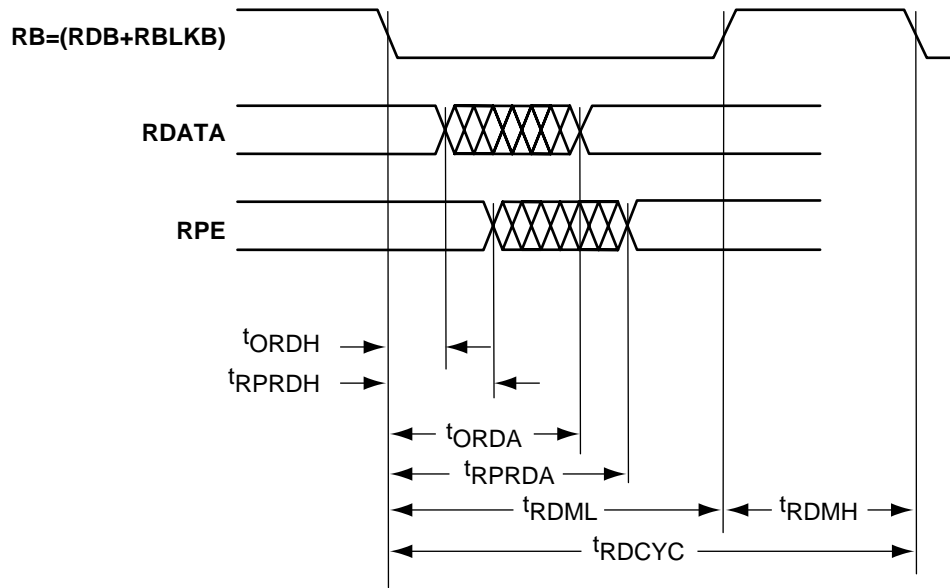 RB=(RDB+RBLKB)
RDATA
RPE
tORDH
tRPRDH
tORDA
tRPRDA
tRDML
tRDMH
tRDCYC